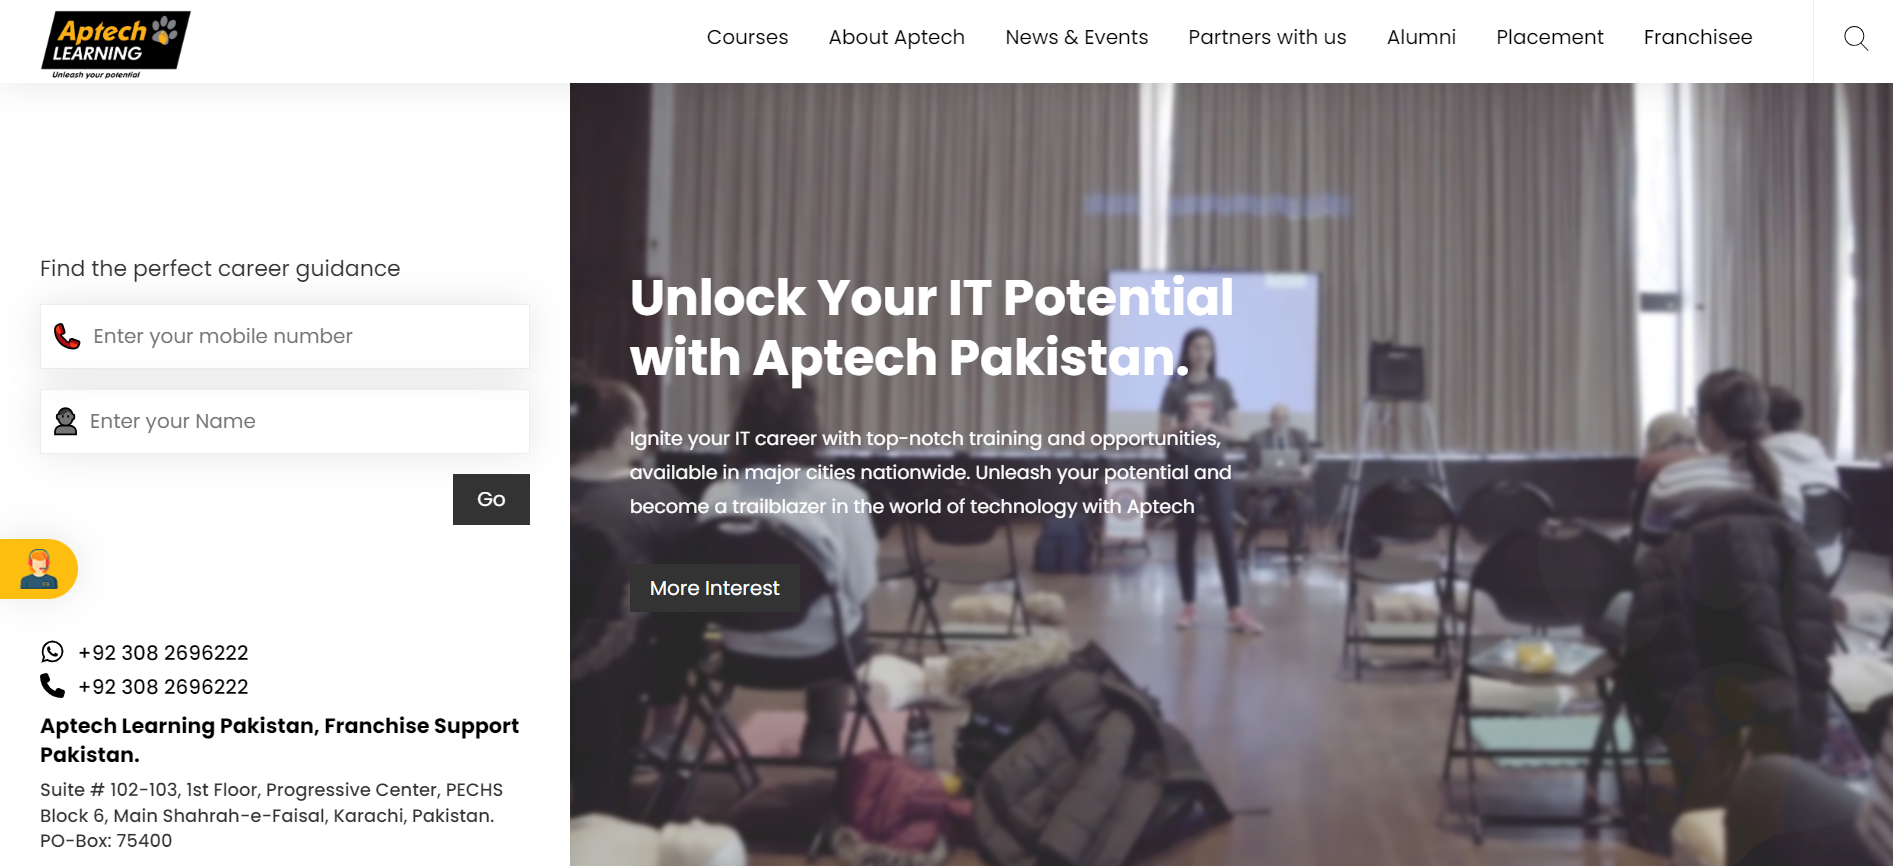 Aptech
LEARNING
Unleash your potential
Courses
About Aptech
News & Events
Partners with us
Alumni
Placement
Franchisee
Find the perfect career guidance
Enter your mobile number
Enter your Name
Go
+92 308 2696222
+92 308 2696222
Aptech Learning Pakistan, Franchise Support
Pakistan.
Suite # 102-103, 1st Floor, Progressive Center, PECHS
Block 6, Main Shahrah-e-Faisal, Karachi, Pakistan.
PO-Box: 75400
Unlock Your IT Potential
with Aptech Pakistan.
Ignite your IT career with top-notch training and opportunities,
available in major cities nationwide. Unleash your potential and
become a trailblazer in the world of technology with Aptech
More Interest